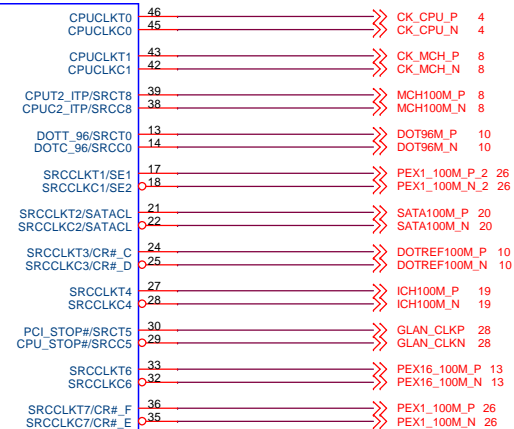 CPUCLKT0 46 CK_CPU_P 4
CPUCLKC0 45 CK_CPU_N 4
CPUCLKT1 43 CK_MCH_P 8
CPUCLKC1 42 CK_MCH_N 8
CPUT2_ITP/SRCT8 39 MCH100M_P 8
CPUC2_ITP/SRCC8 38 MCH100M_N 8
DOTT_96/SRCT0 13 DOT96M_P 10
DOTC_96/SRCC0 14 DOT96M_N 10
SRCCLKT1/SE1 17 PEX1_100M_P_2 26
SRCCLKC1/SE2 18 PEX1_100M_N_2 26
SRCCLKT2/SATACL 21 SATA100M_P 20
SRCCLKC2/SATACL 22 SATA100M_N 20
SRCCLKT3/CR#_C 24 DOTREF100M_P 10
SRCCLKC3/CR#_D 25 DOTREF100M_N 10
SRCCLKT4 27 ICH100M_P 19
SRCCLKC4 28 ICH100M_N 19
PCI_STOP#/SRCT5 30 GLAN_CLKP 28
CPU_STOP#/SRCC5 29 GLAN_CLKN 28
SRCCLKT6 33 PEX16_100M_P 13
SRCCLKC6 32 PEX16_100M_N 13
SRCCLKT7/CR#_F 36 PEX1_100M_P 26
SRCCLKC7/CR#_E 35 PEX1_100M_N 26